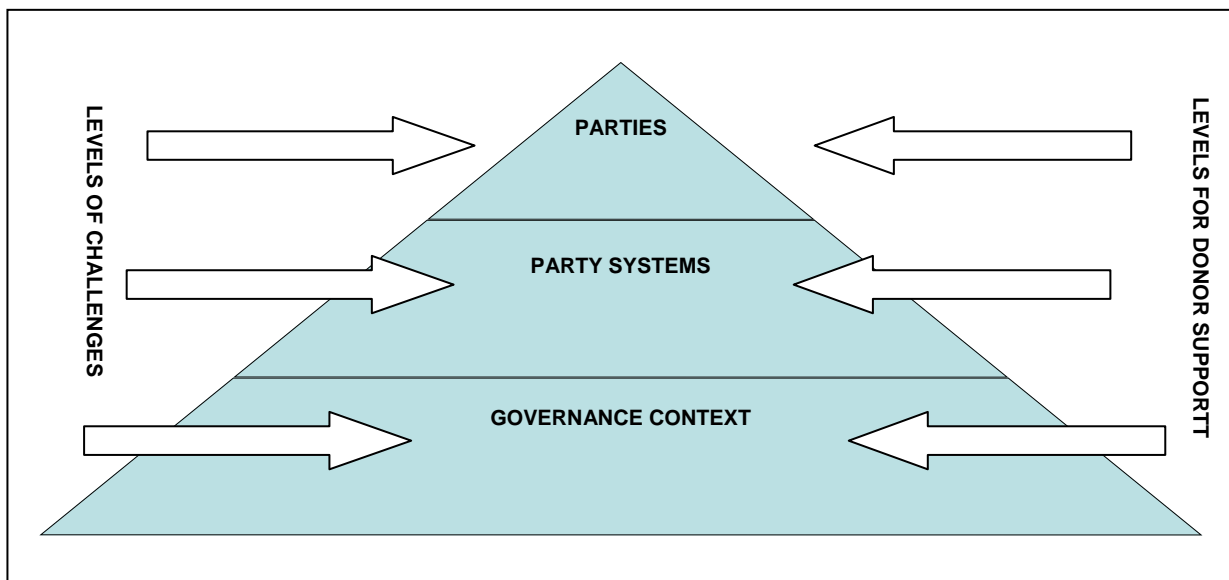 LEVELS OF CHALLENGES
PARTIES
PARTY SYSTEMS
GOVERNANCE CONTEXT
LEVELS FOR DONOR SUPPORTT